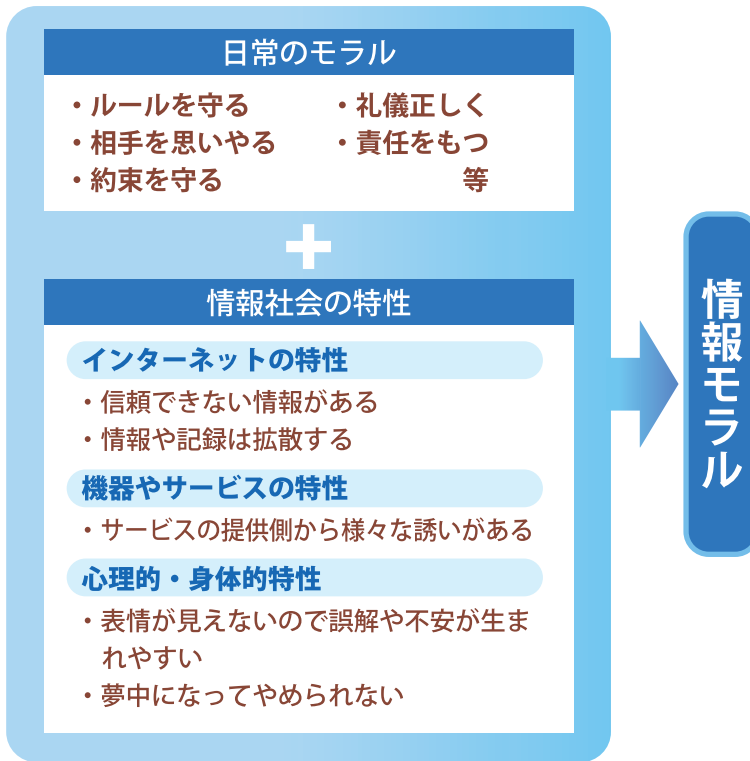 日常のモラル
・ルールを守る
・相手を思いやる
・約束を守る
・礼儀正しく
・責任をもつ
等
+
情報社会の特性
インターネットの特性
・信頼できない情報がある
・情報や記録は拡散する
機器やサービスの特性
・サービスの提供側から様々な誘いがある
心理的・身体的特性
・表情が見えないので誤解や不安が生ま
れやすい
・夢中になってやめられない
情報モラル